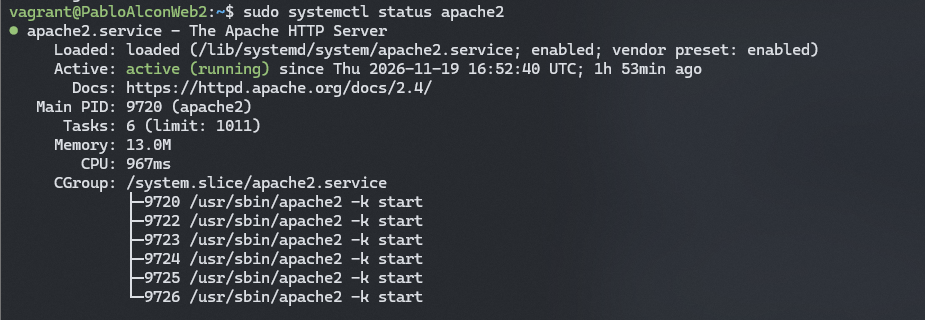 vagrant@PabloAlconWeb2:~$ sudo systemctl status apache2
● apache2.service - The Apache HTTP Server
     Loaded: loaded (/lib/systemd/system/apache2.service; enabled; vendor preset: enabled)
     Active: active (running) since Thu 2026-11-19 16:52:40 UTC; 1h 53min ago
       Docs: https://httpd.apache.org/docs/2.4/
   Main PID: 9720 (apache2)
      Tasks: 6 (limit: 1011)
     Memory: 13.0M
        CPU: 967ms
     CGroup: /system.slice/apache2.service
             ├─9720 /usr/sbin/apache2 -k start
             ├─9722 /usr/sbin/apache2 -k start
             ├─9723 /usr/sbin/apache2 -k start
             ├─9724 /usr/sbin/apache2 -k start
             ├─9725 /usr/sbin/apache2 -k start
             └─9726 /usr/sbin/apache2 -k start